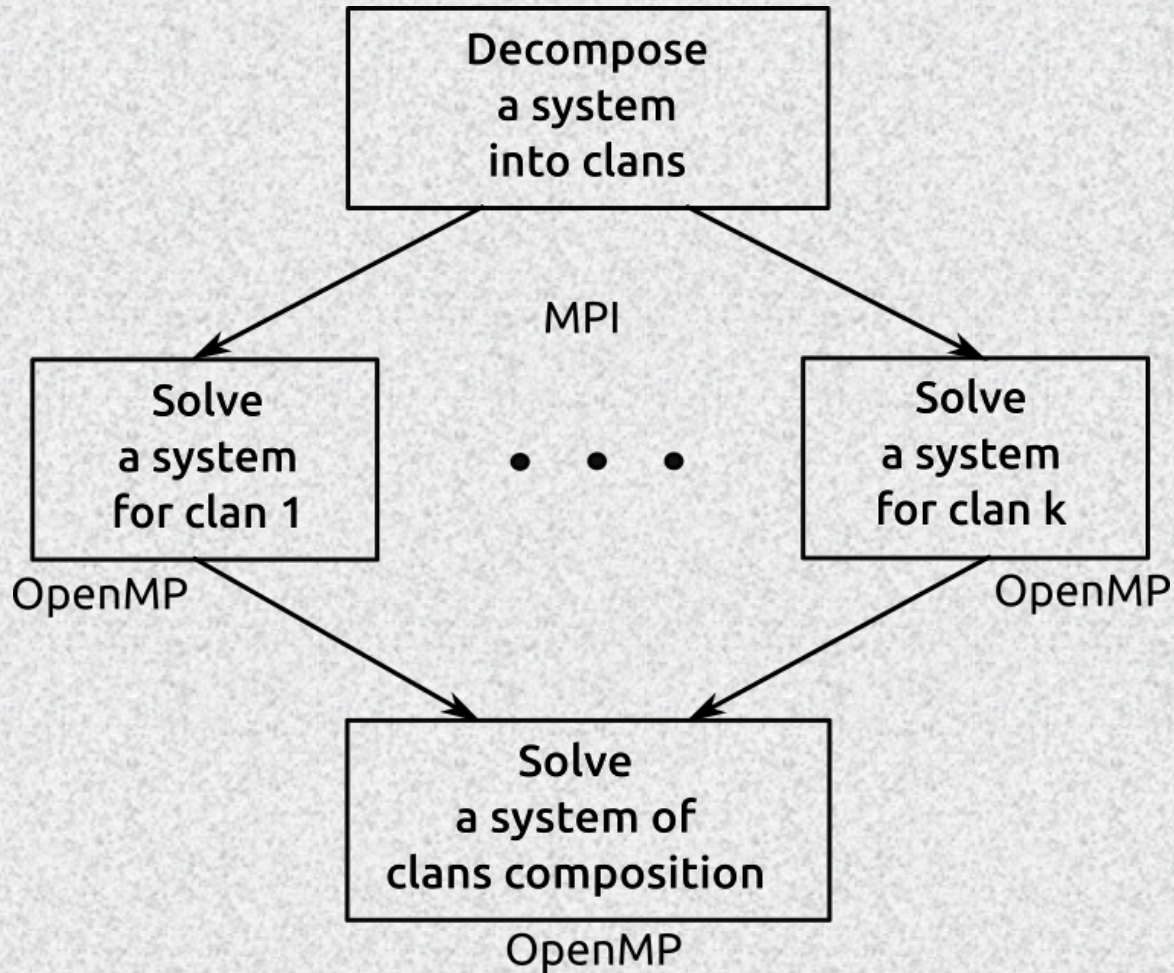 Decompose
a system
into clans
MPI
Solve
a system
for clan 1
• • •
Solve
a system
for clan k
OpenMP
OpenMP
Solve
a system of
clans composition
OpenMP